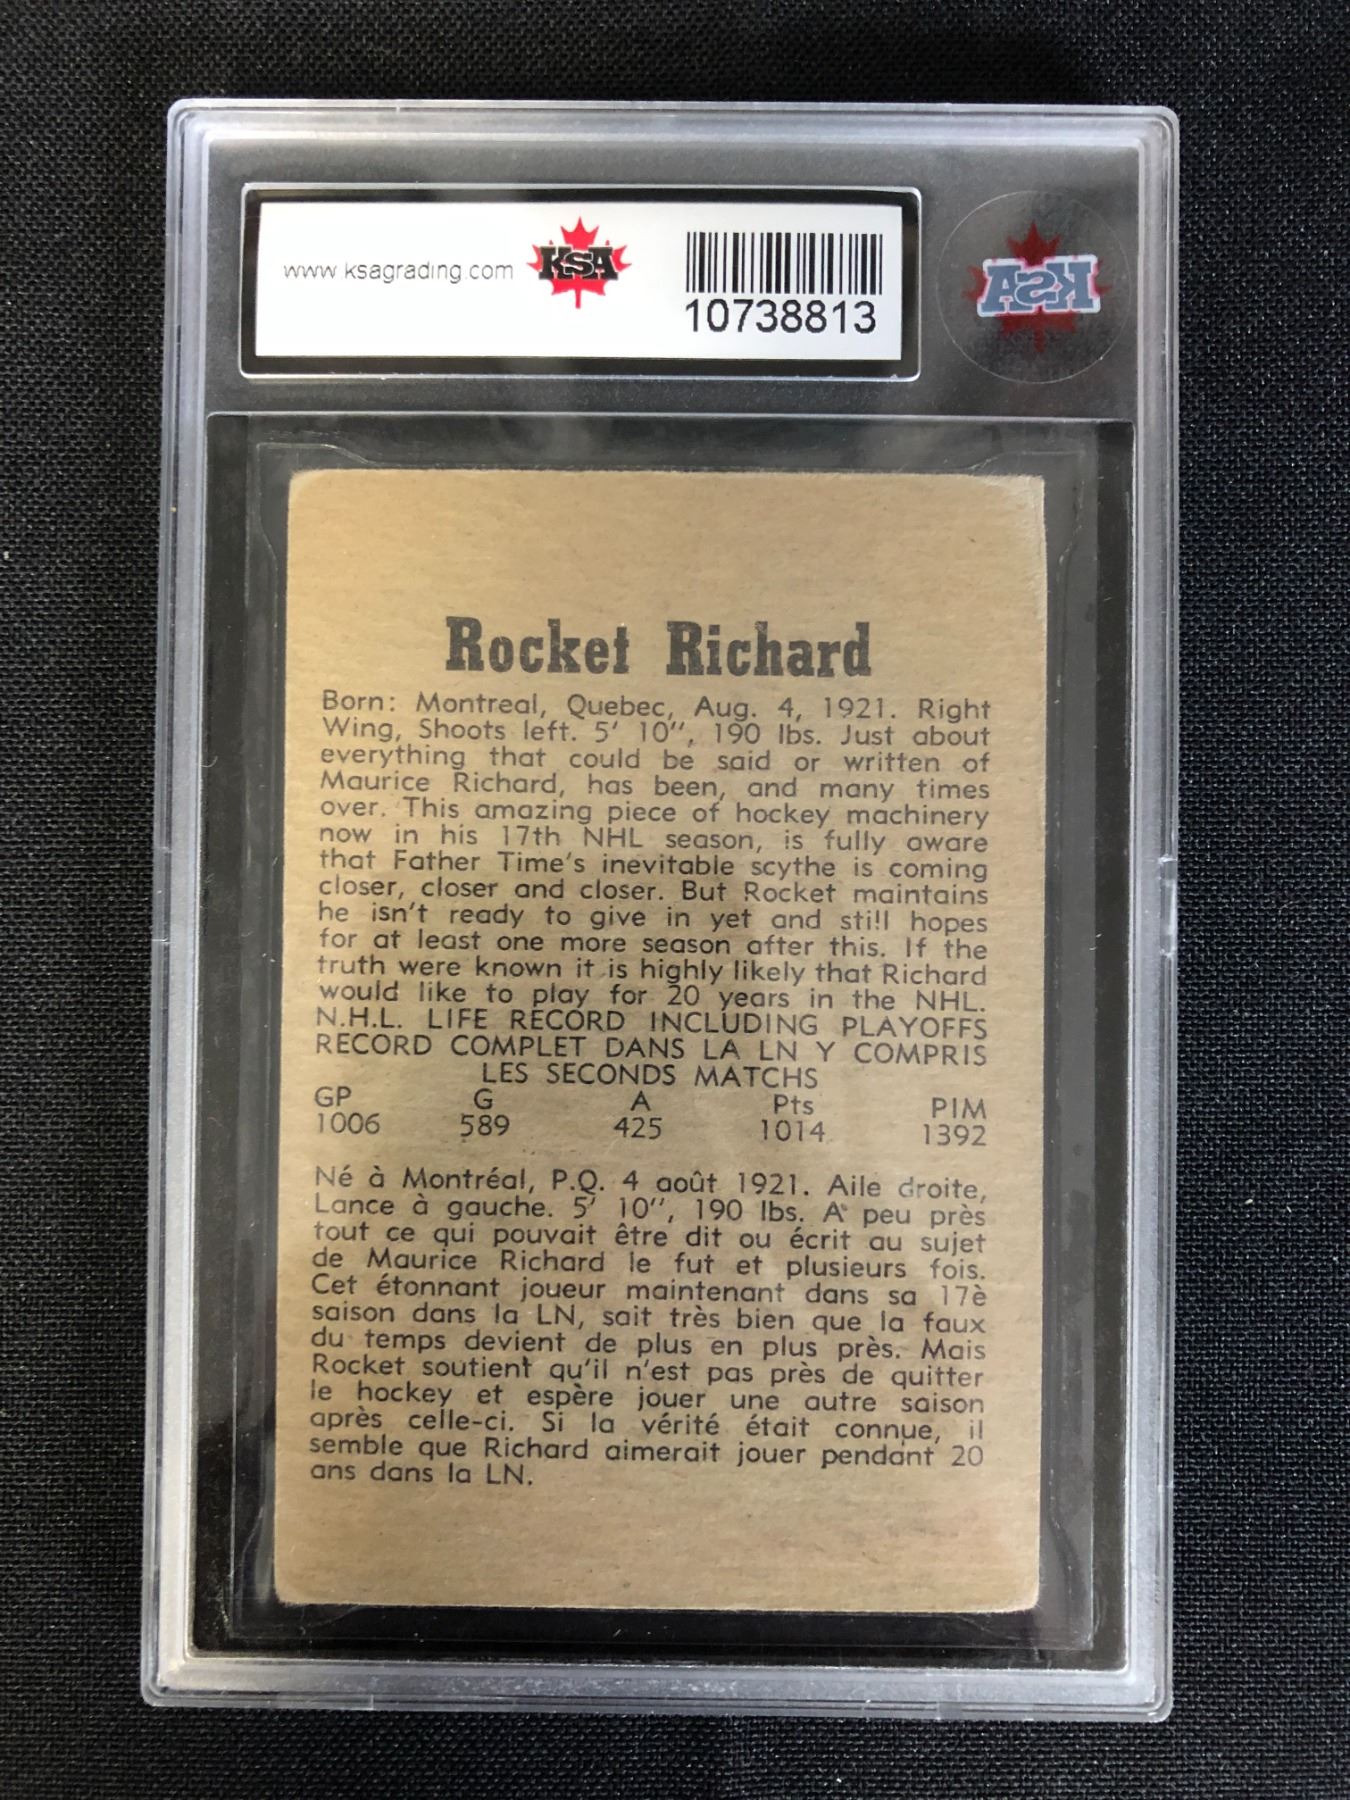 www.ksagrading.com
KSA
10738813
KSA
Rocket Richard
Born: Montreal, Quebec, Aug. 4, 1921. Right
Wing, Shoots left. 5' 10", 190 lbs. Just about
everything that could be said or written of
Maurice Richard, has been, and many times
over. This amazing piece of hockey machinery
now in his 17th NHL season, is fully aware
that Father Time's inevitable scythe is coming
closer, closer and closer. But Rocket maintains
he isn't ready to give in yet and still hopes
for at least one more season after this. If the
truth were known it is highly likely that Richard
would like to play for 20 years in the NHL.
N.H.L. LIFE RECORD INCLUDING PLAYOFFS
RECORD COMPLET DANS LA LN Y COMPRIS
LES SECONDS MATCHS
GP G A Pts PIM
1006 589 425 1014 1392
Né à Montréal, P.Q. 4 août 1921. Aile droite,
Lance à gauche. 5' 10", 190 lbs. A peu près
tout ce qui pouvait être dit ou écrit au sujet
de Maurice Richard le fut et plusieurs fois.
Cet étonnant joueur maintenant dans sa 17è
saison dans la LN, sait très bien que la faux
du temps devient de plus en plus près. Mais
Rocket soutient qu'il n'est pas près de quitter
le hockey et espère jouer une autre saison
après celle-ci. Si la vérité était connue, il
semble que Richard aimerait jouer pendant 20
ans dans la LN.